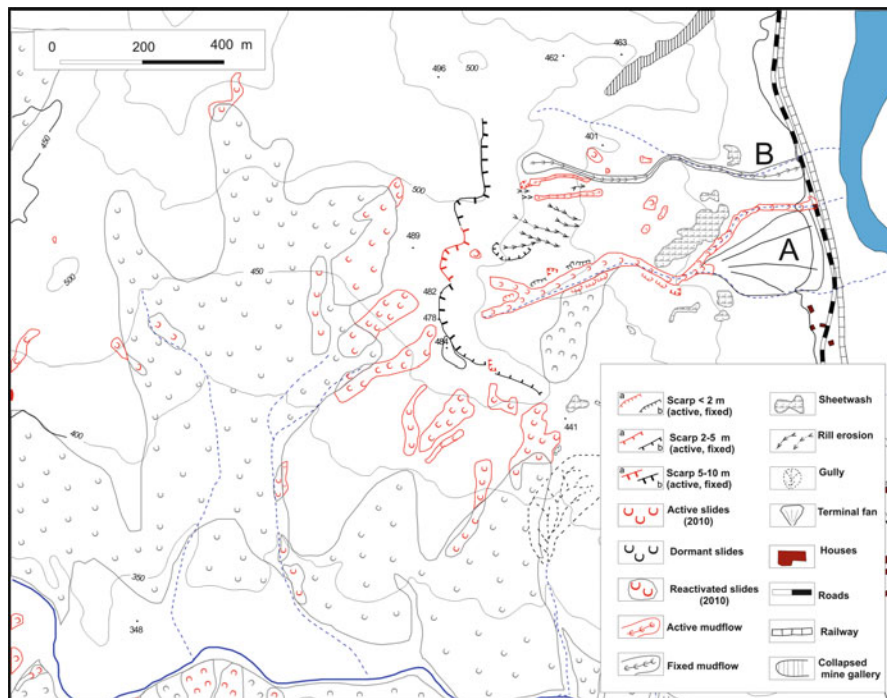 0 200 400 m
463
462
500
496
450
401
B
500
489
A
450
500
482
478
484
400
441
350
348
a
b
Scarp < 2 m
(active, fixed)
a
b
Scarp 2-5 m
(active, fixed)
a
b
Scarp 5-10 m
(active, fixed)
Active slides
(2010)
Dormant slides
Reactivated slides
(2010)
Active mudflow
Fixed mudflow
Sheetwash
Rill erosion
Gully
Terminal fan
Houses
Roads
Railway
Collapsed
mine gallery